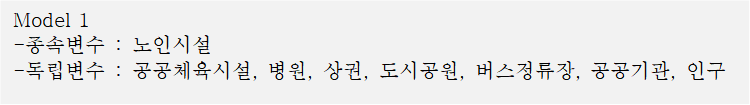 Model 1
-종속변수 : 노인시설
-독립변수 : 공공체육시설, 병원, 상권, 도시공원, 버스정류장, 공공기관, 인구